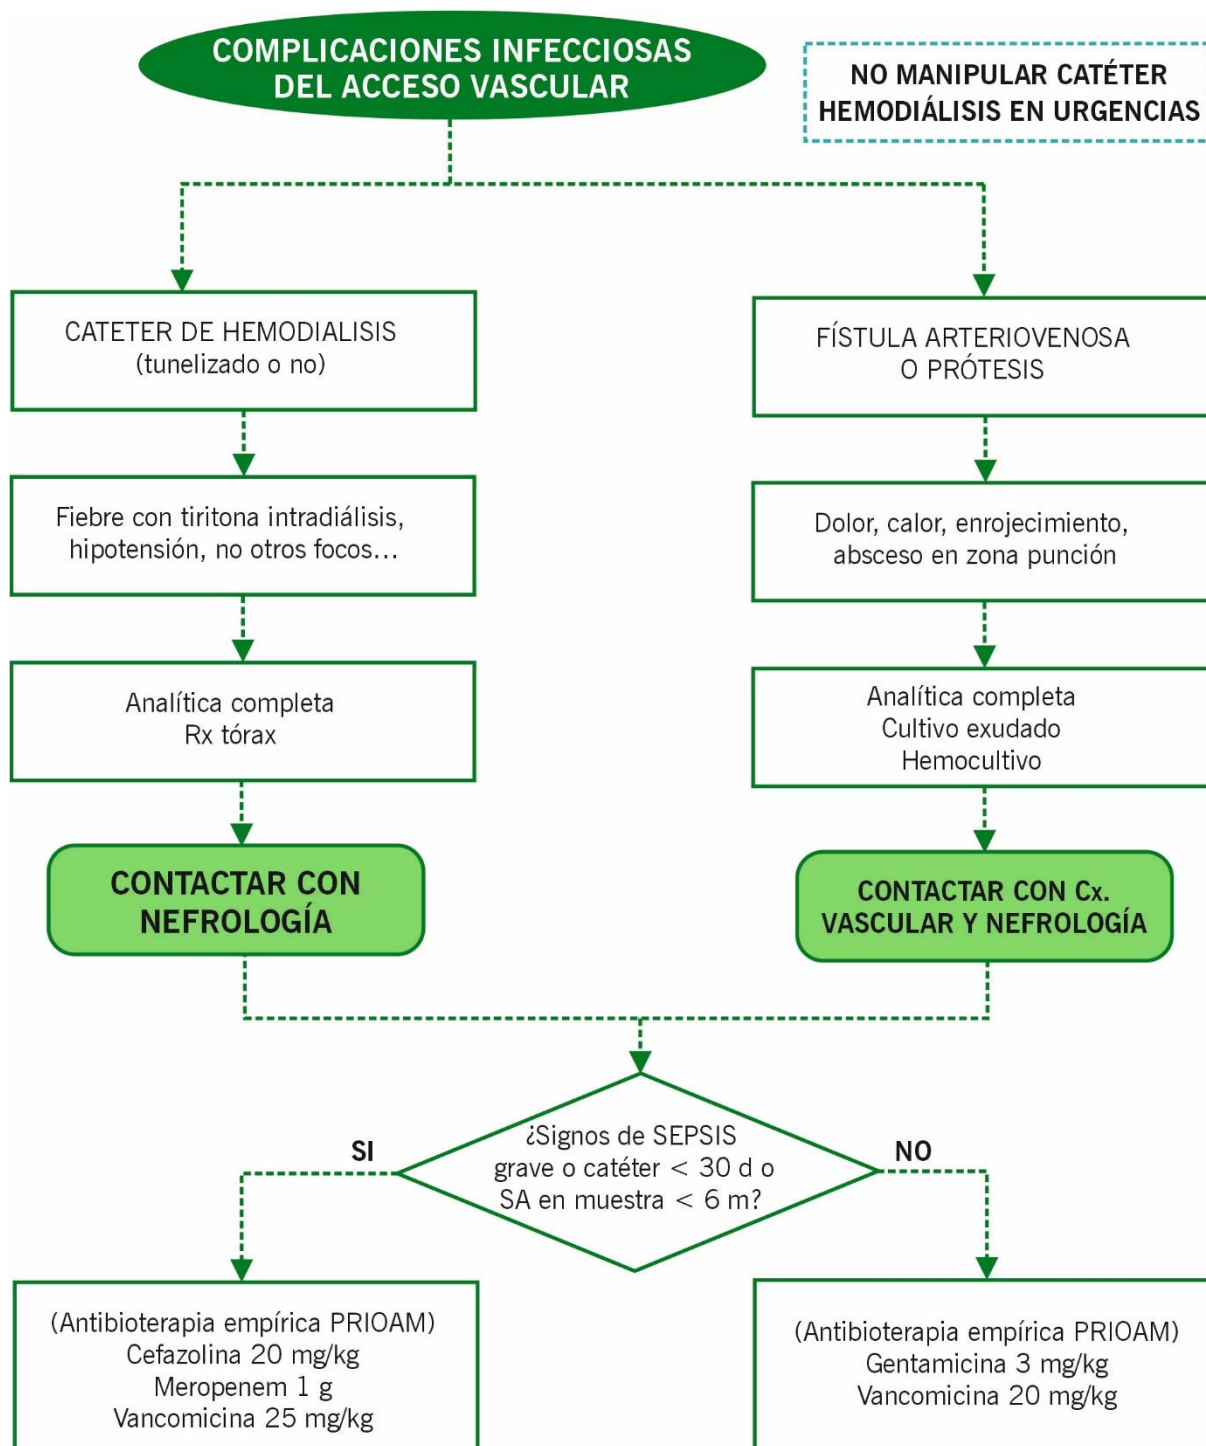 COMPLICACIONES INFECCIOSAS
DEL ACCESO VASCULAR
NO MANIPULAR CATÉTER
HEMODIÁLISIS EN URGENCIAS
CATETER DE HEMODIALISIS
(tunelizado o no)
FÍSTULA ARTERIOVENOSA
O PRÓTESIS
Fiebre con tiritona intradiálisis,
hipotensión, no otros focos...
Dolor, calor, enrojecimiento,
absceso en zona punción
Analítica completa
Rx tórax
Analítica completa
Cultivo exudado
Hemocultivo
CONTACTAR CON
NEFROLOGÍA
CONTACTAR CON Cx.
VASCULAR Y NEFROLOGÍA
¿Signos de SEPSIS
grave o catéter < 30 d o
SA en muestra < 6 m?
SI
NO
(Antibioterapia empírica PRIOAM)
Cefazolina 20 mg/kg
Meropenem 1 g
Vancomicina 25 mg/kg
(Antibioterapia empírica PRIOAM)
Gentamicina 3 mg/kg
Vancomicina 20 mg/kg